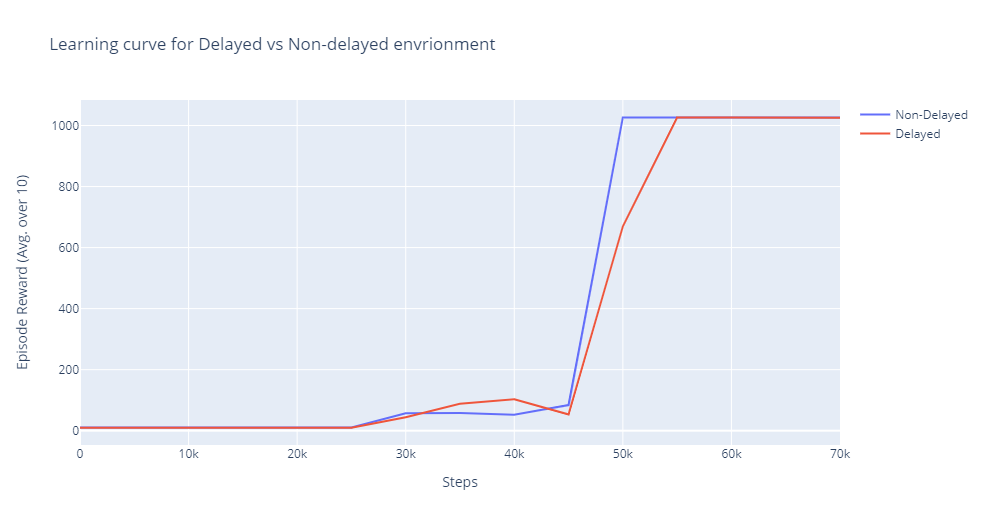 Learning curve for Delayed vs Non-delayed envrionment
Non-Delayed
Delayed
Episode Reward (Avg. over 10)
1000
800
600
400
200
0
0 10k 20k 30k 40k 50k 60k 70k
Steps